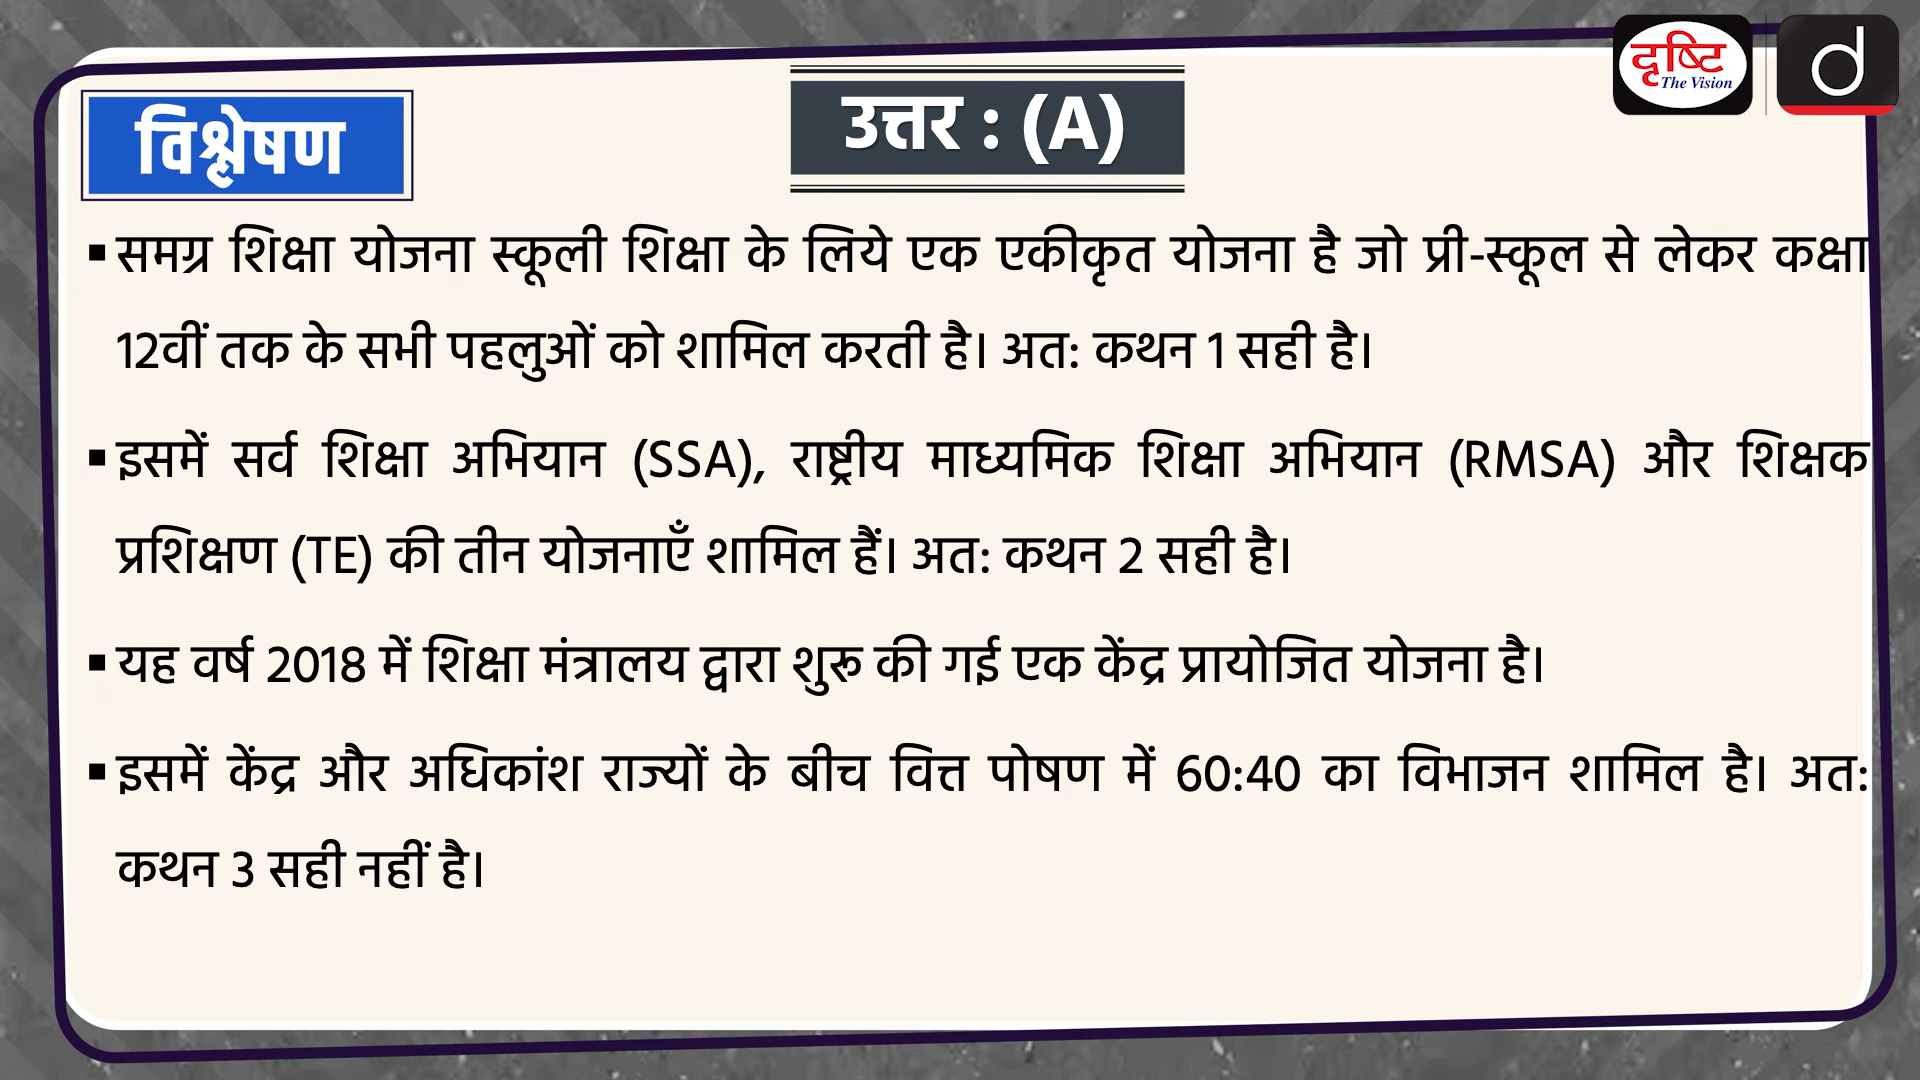 दृष्टि
The Vision
d
विश्लेषण
उत्तर : (A)
▪ समग्र शिक्षा योजना स्कूली शिक्षा के लिये एक एकीकृत योजना है जो प्री-स्कूल से लेकर कक्षा
12वीं तक के सभी पहलुओं को शामिल करती है। अत: कथन 1 सही है।
▪ इसमें सर्व शिक्षा अभियान (SSA), राष्ट्रीय माध्यमिक शिक्षा अभियान (RMSA) और शिक्षक
प्रशिक्षण (TE) की तीन योजनाएँ शामिल हैं। अत: कथन 2 सही है।
▪ यह वर्ष 2018 में शिक्षा मंत्रालय द्वारा शुरू की गई एक केंद्र प्रायोजित योजना है।
▪ इसमें केंद्र और अधिकांश राज्यों के बीच वित्त पोषण में 60:40 का विभाजन शामिल है। अत:
कथन 3 सही नहीं है।